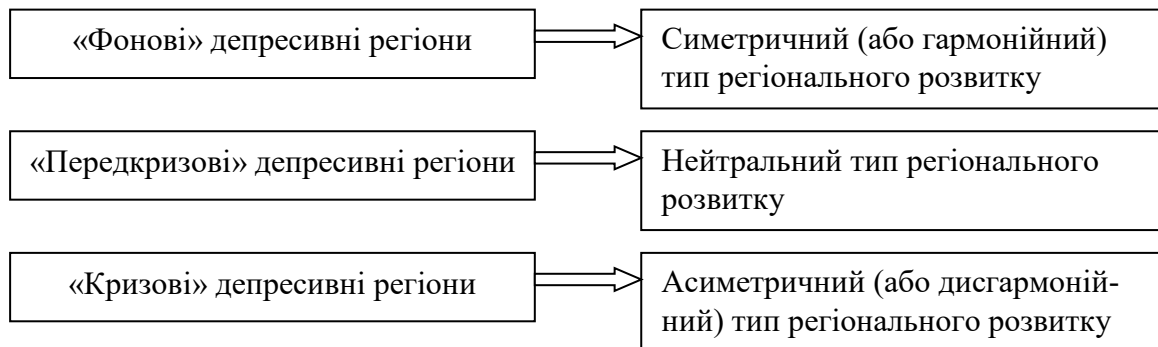 «Фонові» депресивні регіони
Симетричний (або гармонійний)
тип регіонального розвитку
«Передкризові» депресивні регіони
Нейтральний тип регіонального
розвитку
«Кризові» депресивні регіони
Асиметричний (або дисгармоній-
ний) тип регіонального розвитку